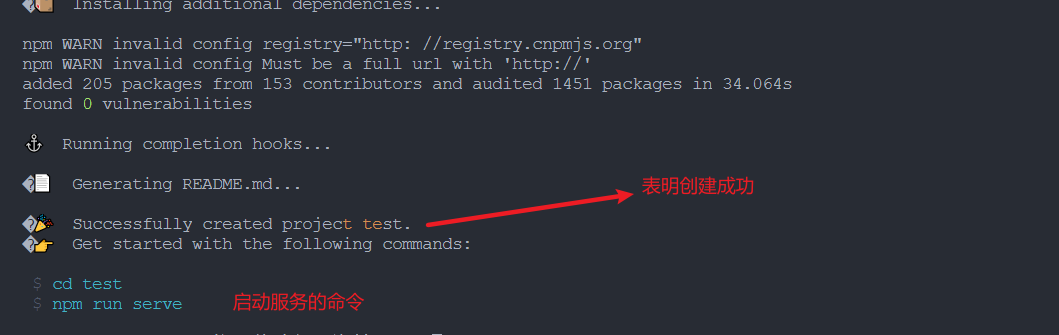 Installing additional dependencies...
npm WARN invalid config registry="http: //registry.cnpmjs.org"
npm WARN invalid config Must be a full url with 'http://'
added 205 packages from 153 contributors and audited 1451 packages in 34.064s
found 0 vulnerabilities
Running completion hooks...
Generating README.md...
表明创建成功
Successfully created project test.
Get started with the following commands:
$ cd test
$ npm run serve 启动服务的命令